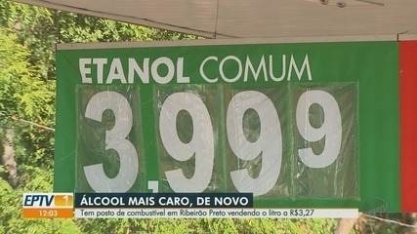 ETANOL COMUM
3,999
EPTV 1
12:03
ÁLCOOL MAIS CARO, DE NOVO
Tem posto de combustível em Ribeirão Preto vendendo o litro a R$3,27